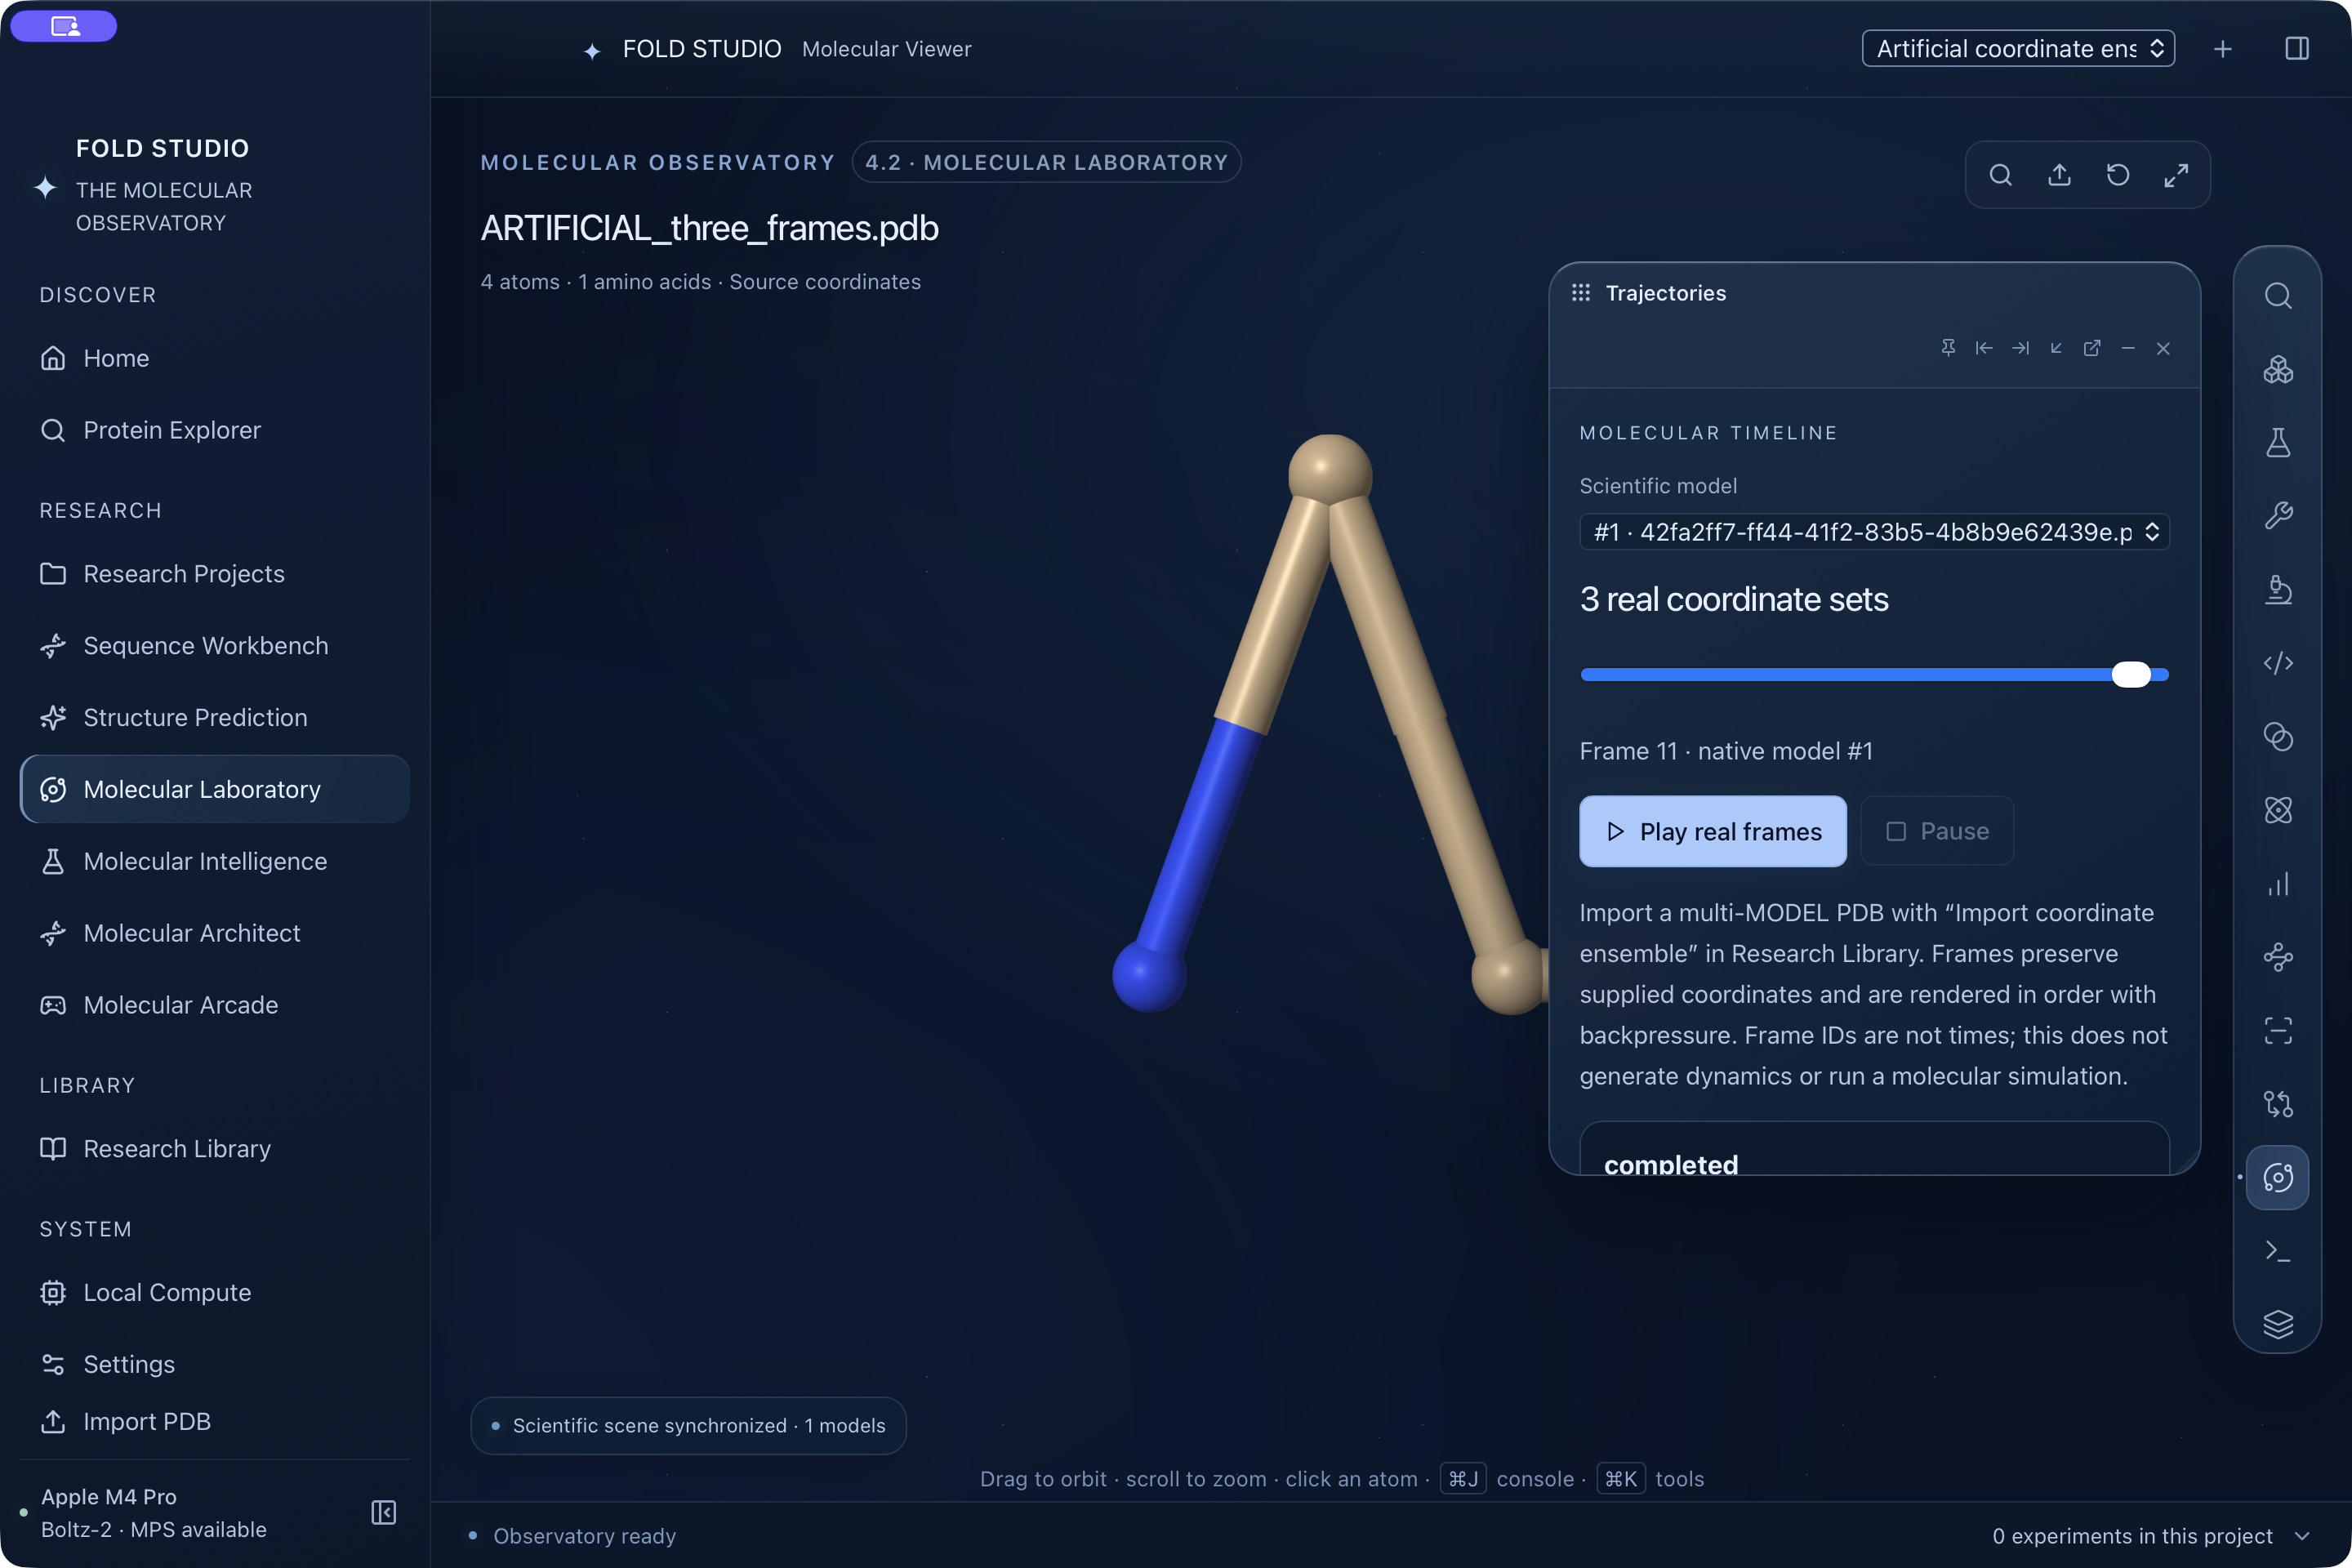 FOLD STUDIO
THE MOLECULAR
OBSERVATORY
DISCOVER
Home
Protein Explorer
RESEARCH
Research Projects
Sequence Workbench
Structure Prediction
Molecular Laboratory
Molecular Intelligence
Molecular Architect
Molecular Arcade
LIBRARY
Research Library
SYSTEM
Local Compute
Settings
Import PDB
Apple M4 Pro
Boltz-2 · MPS available
FOLD STUDIO Molecular Viewer
Artificial coordinate ens
MOLECULAR OBSERVATORY 4.2 · MOLECULAR LABORATORY
ARTIFICIAL_three_frames.pdb
4 atoms · 1 amino acids · Source coordinates
Trajectories
MOLECULAR TIMELINE
Scientific model
#1 · 42fa2ff7-ff44-41f2-83b5-4b8b9e62439e.p
3 real coordinate sets
Frame 11 · native model #1
Play real frames Pause
Import a multi-MODEL PDB with “Import coordinate
ensemble” in Research Library. Frames preserve
supplied coordinates and are rendered in order with
backpressure. Frame IDs are not times; this does not
generate dynamics or run a molecular simulation.
completed
Scientific scene synchronized · 1 models
Drag to orbit · scroll to zoom · click an atom · ⌘J console · ⌘K tools
Observatory ready
0 experiments in this project